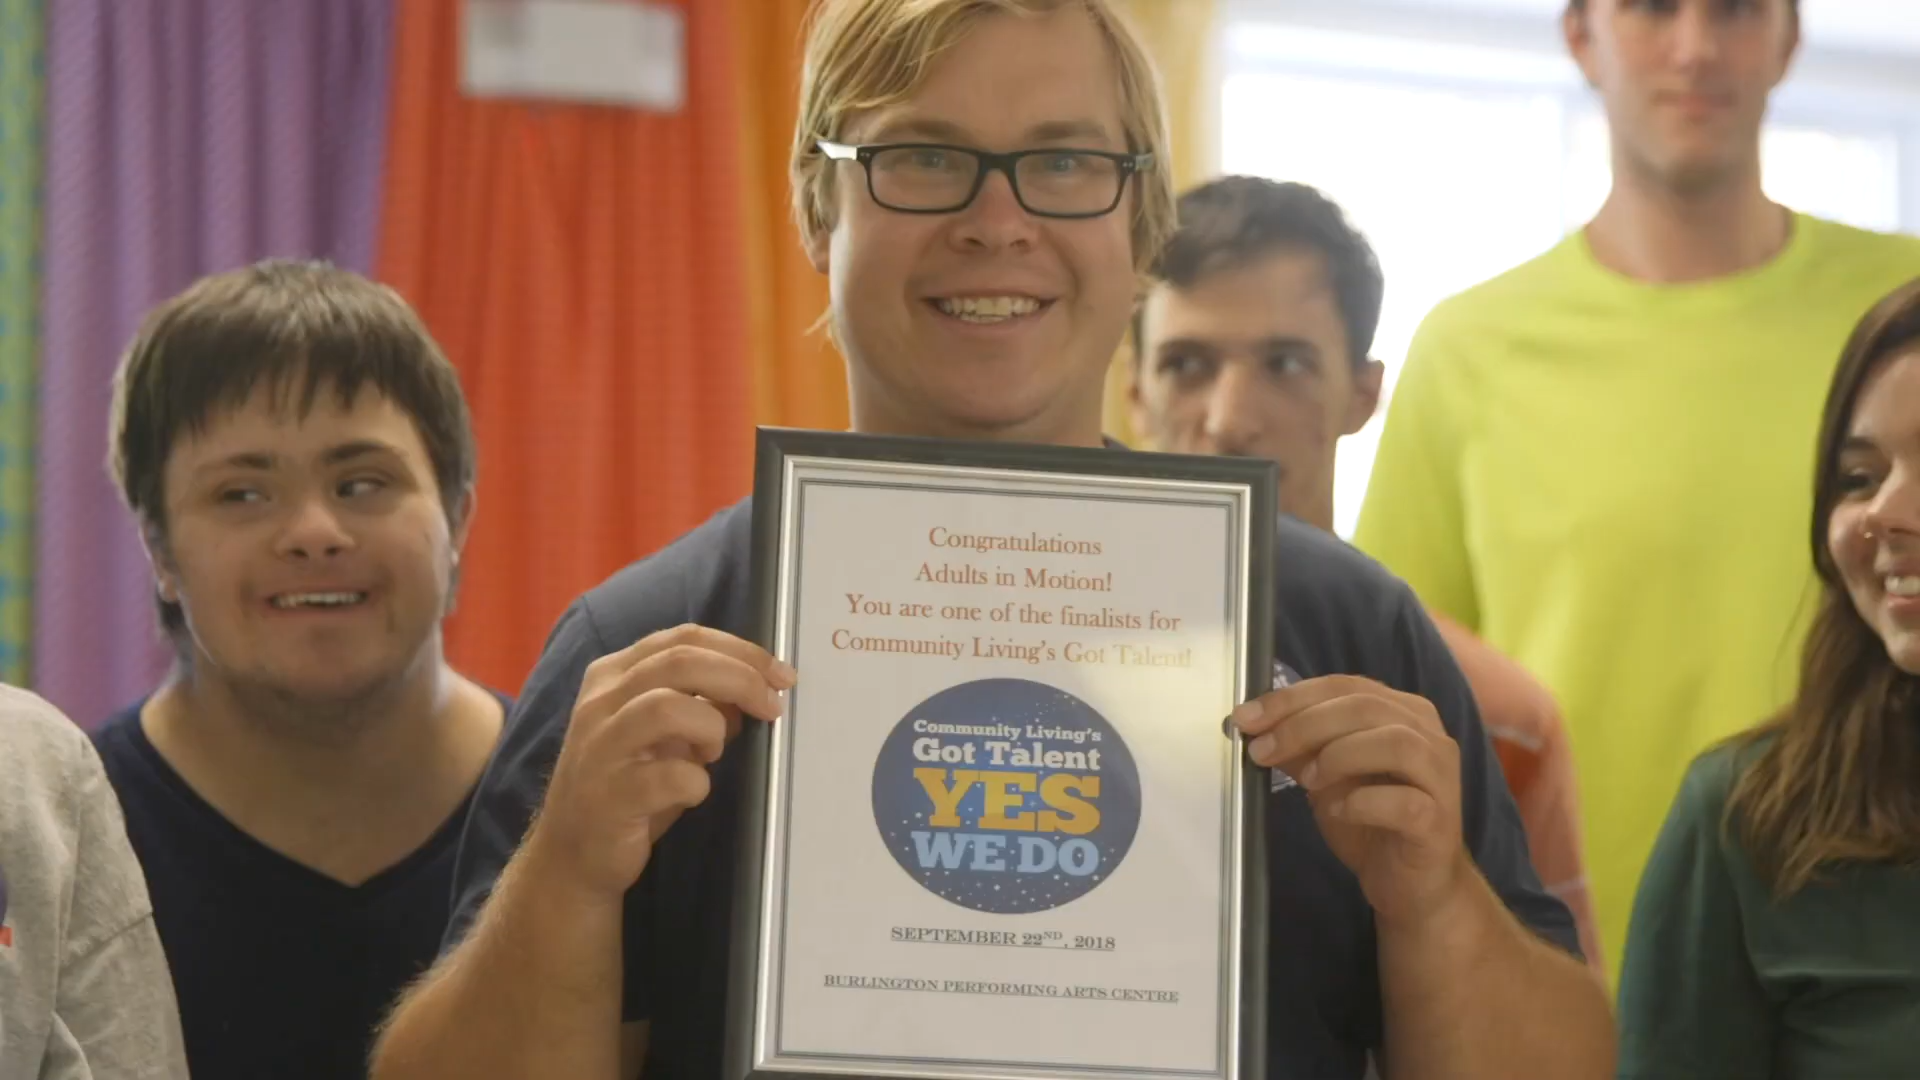 Congratulations
Adults in Motion!
You are one of the finalists for
Community Living's Got Talent!
Community Living's
Got Talent
YES
WE DO
SEPTEMBER 22ND, 2018
BURLINGTON PERFORMING ARTS CENTRE